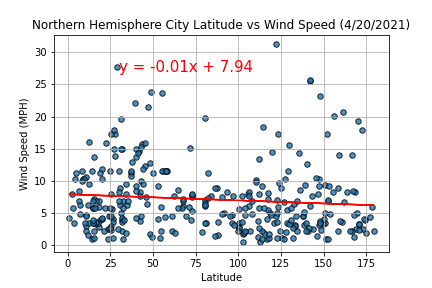 Northern Hemisphere City Latitude vs Wind Speed (4/20/2021)
y = -0.01x + 7.94
30
25
20
15
10
5
0
Wind Speed (MPH)
0 25 50 75 100 125 150 175
Latitude